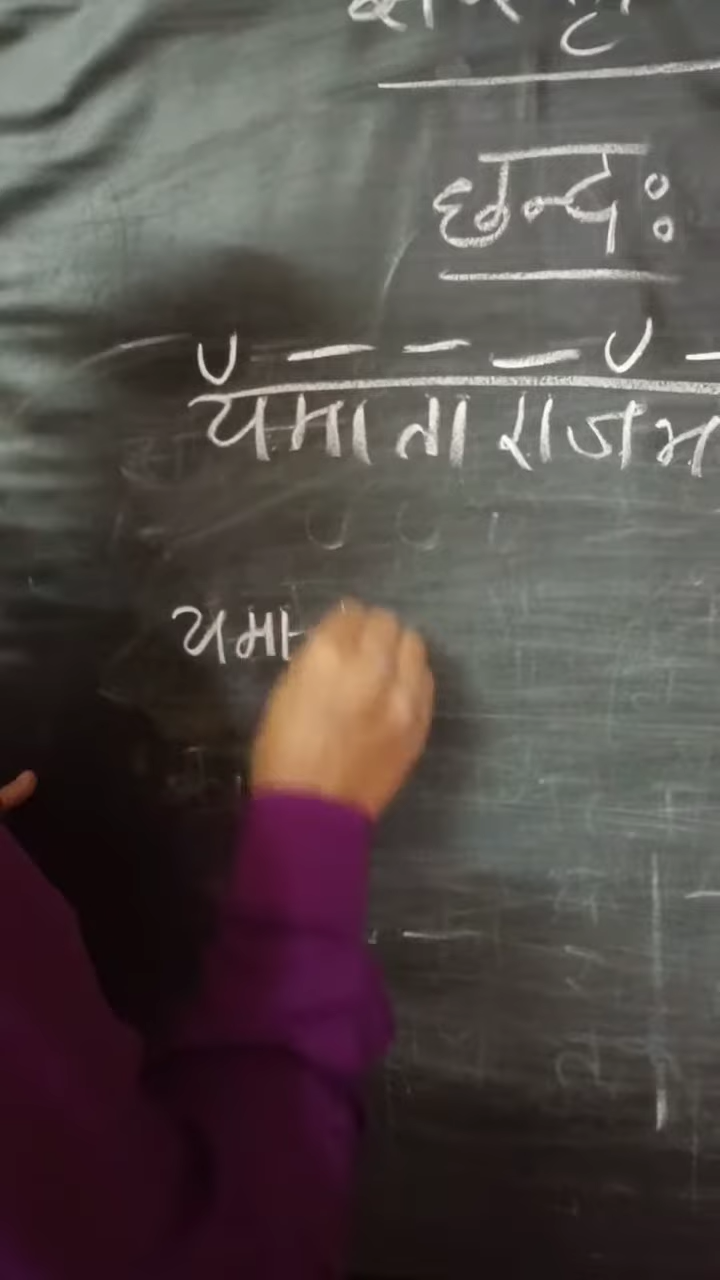 छन्दः
∪ – – – ∪ –
यमाताराजभ
यमा